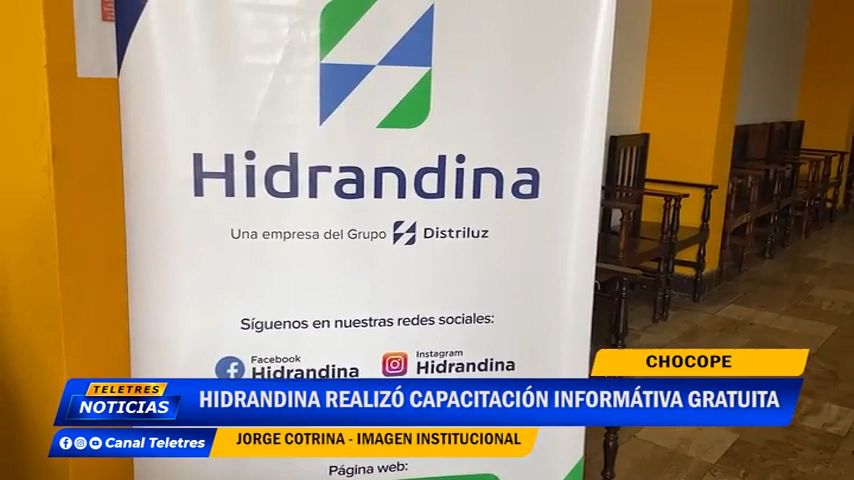 Hidrandina
Una empresa del Grupo Distriluz
Síguenos en nuestras redes sociales:
Facebook
Hidrandina
Instagram
Hidrandina
CHOCOPE
TELETRES
NOTICIAS
HIDRANDINA REALIZÓ CAPACITACIÓN INFORMÁTIVA GRATUITA
Canal Teletres
JORGE COTRINA - IMAGEN INSTITUCIONAL
Página web: